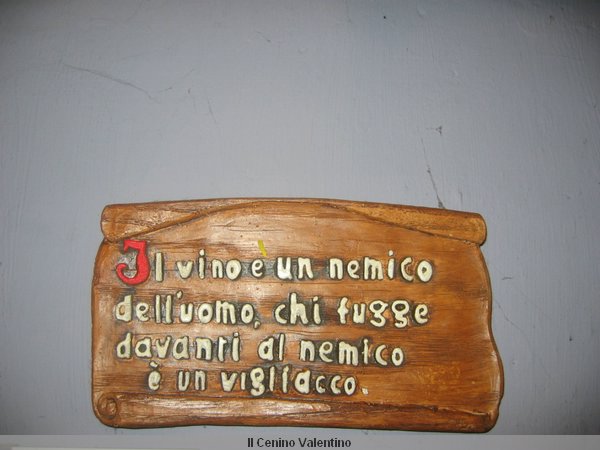 Il vino è un nemico
dell'uomo, chi fugge
davanti al nemico
è un vigliacco.
Il Cenino Valentino